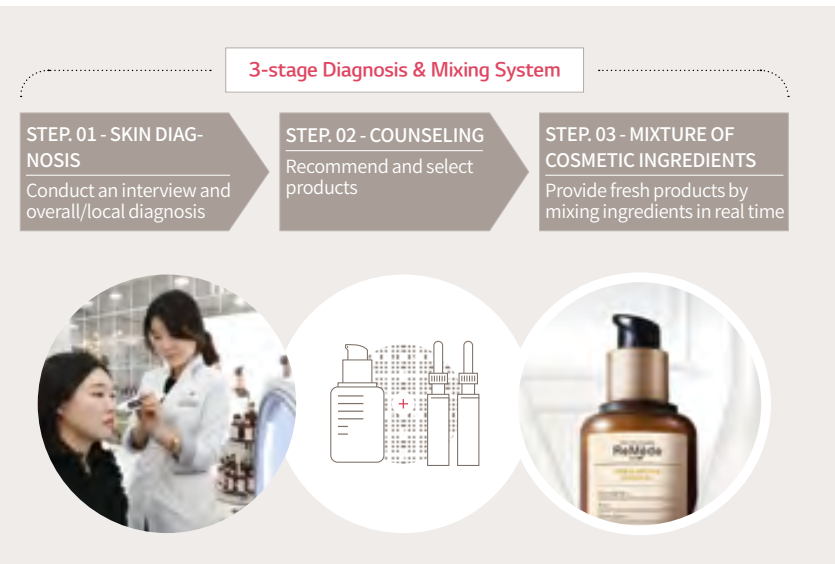 3-stage Diagnosis & Mixing System
STEP. 01 - SKIN DIAG-
NOSIS
Conduct an interview and
overall/local diagnosis
STEP. 02 - COUNSELING
Recommend and select
products
STEP. 03 - MIXTURE OF
COSMETIC INGREDIENTS
Provide fresh products by
mixing ingredients in real time
ReMede